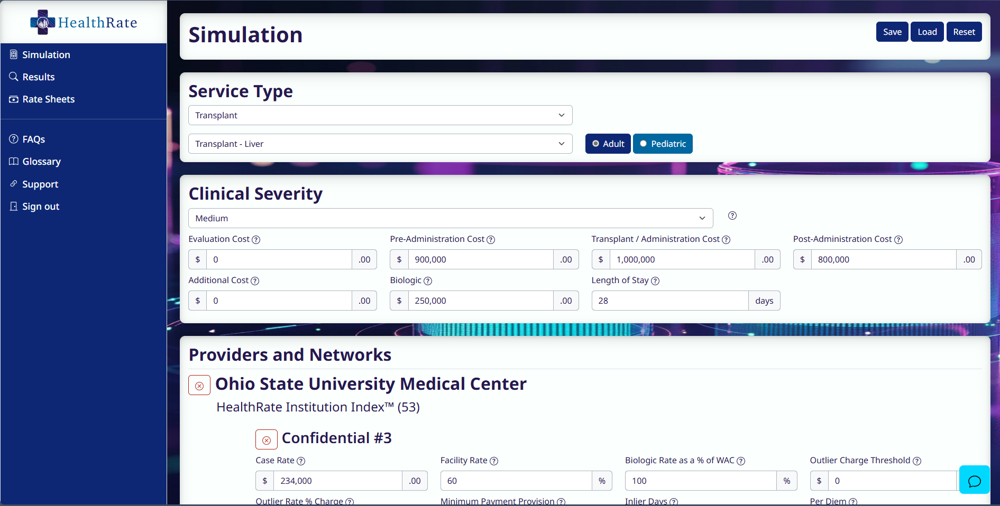 HealthRate
Simulation
Results
Rate Sheets
FAQs
Glossary
Support
Sign out
Simulation
Save Load Reset
Service Type
Transplant
Transplant - Liver
Adult Pediatric
Clinical Severity
Medium
Evaluation Cost Pre-Administration Cost Transplant / Administration Cost Post-Administration Cost
$ 0 .00 $ 900,000 .00 $ 1,000,000 .00 $ 800,000 .00
Additional Cost Biologic Length of Stay
$ 0 .00 $ 250,000 .00 28 days
Providers and Networks
Ohio State University Medical Center
HealthRate Institution Index™ (53)
Confidential #3
Case Rate Facility Rate Biologic Rate as a % of WAC Outlier Charge Threshold
$ 234,000 .00 60 % 100 % $ 0
Outlier Rate % Charge Minimum Payment Provision Inlier Days Per Diem